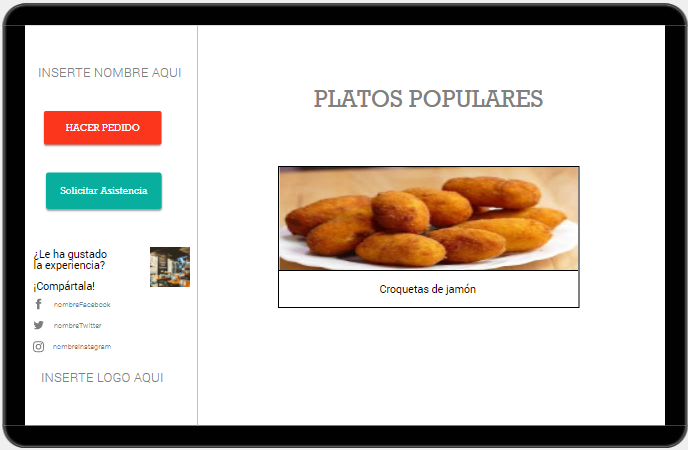 INSERTE NOMBRE AQUI
HACER PEDIDO
Solicitar Asistencia
¿Le ha gustado
la experiencia?
¡Compártala!
nombreFacebook
nombreTwitter
nombreInstagram
INSERTE LOGO AQUI
PLATOS POPULARES
Croquetas de jamón